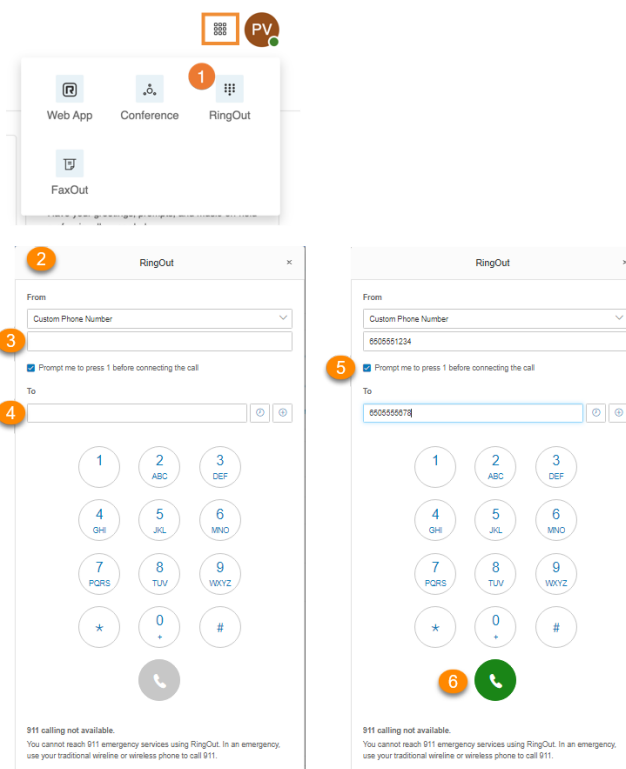 PV
1
Web App Conference RingOut
FaxOut
2
RingOut ×
From
Custom Phone Number
3
Prompt me to press 1 before connecting the call
To
4
1 2 3
ABC DEF
4 5 6
GHI JKL MNO
7 8 9
PQRS TUV WXYZ
* 0 #
+
911 calling not available.
You cannot reach 911 emergency services using RingOut. In an emergency,
use your traditional wireline or wireless phone to call 911.
RingOut ×
From
Custom Phone Number
6505551234
5
Prompt me to press 1 before connecting the call
To
6505555678
1 2 3
ABC DEF
4 5 6
GHI JKL MNO
7 8 9
PQRS TUV WXYZ
* 0 #
+
6
911 calling not available.
You cannot reach 911 emergency services using RingOut. In an emergency,
use your traditional wireline or wireless phone to call 911.